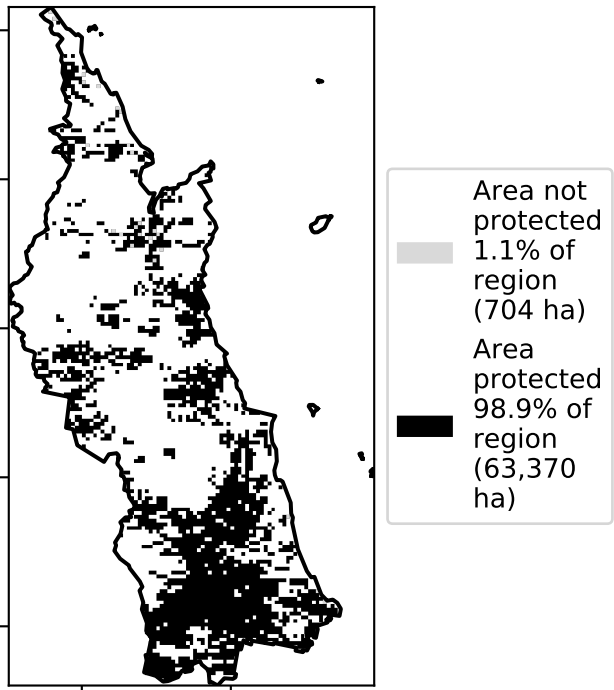 Area not
protected
1.1% of
region
(704 ha)
Area
protected
98.9% of
region
(63,370
ha)